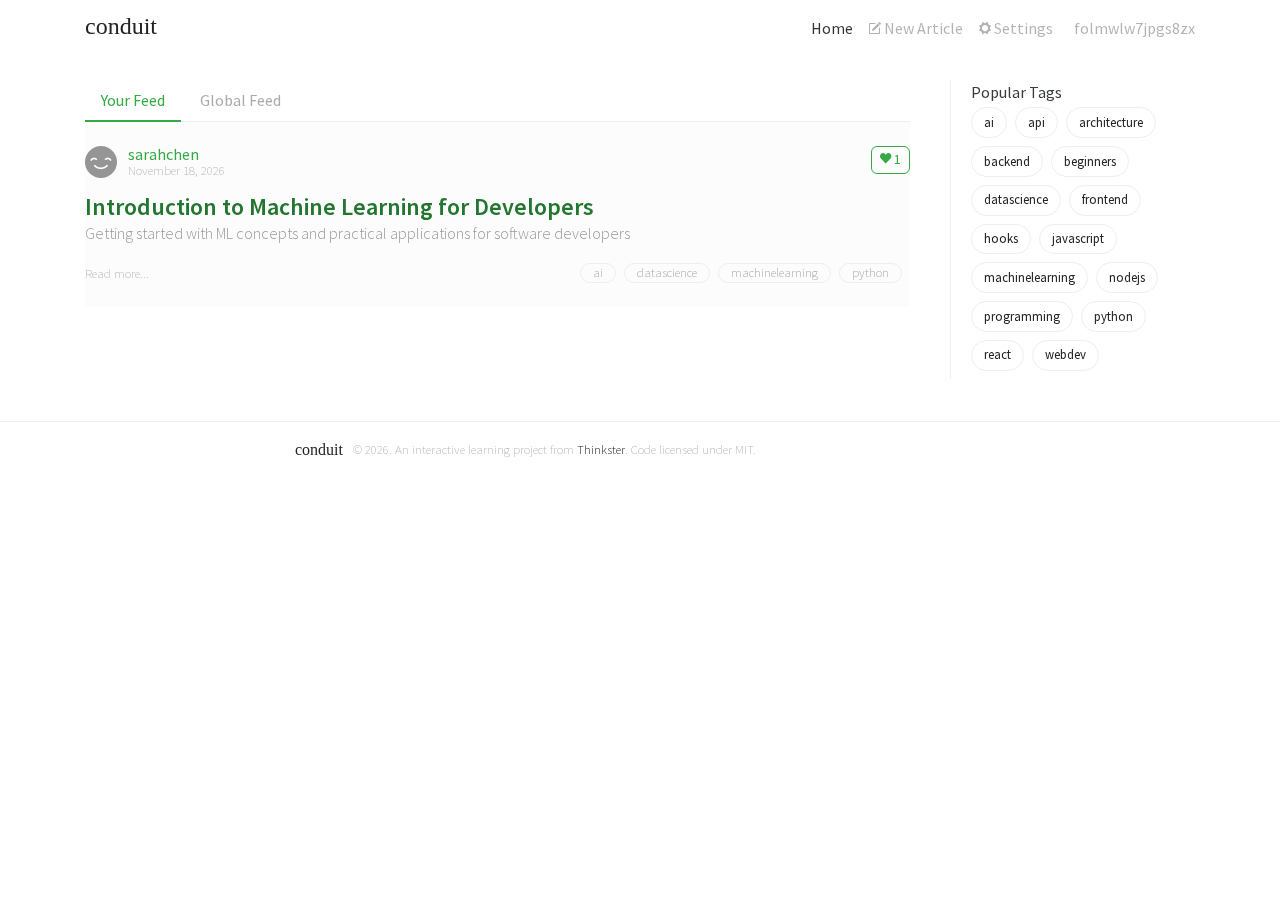 conduit
Home
New Article
Settings
folmwlw7jpgs8zx
Your Feed
Global Feed
sarahchen
November 18, 2026
1
Introduction to Machine Learning for Developers
Getting started with ML concepts and practical applications for software developers
Read more...
ai
datascience
machinelearning
python
Popular Tags
ai
api
architecture
backend
beginners
datascience
frontend
hooks
javascript
machinelearning
nodejs
programming
python
react
webdev
conduit
© 2026. An interactive learning project from Thinkster. Code licensed under MIT.